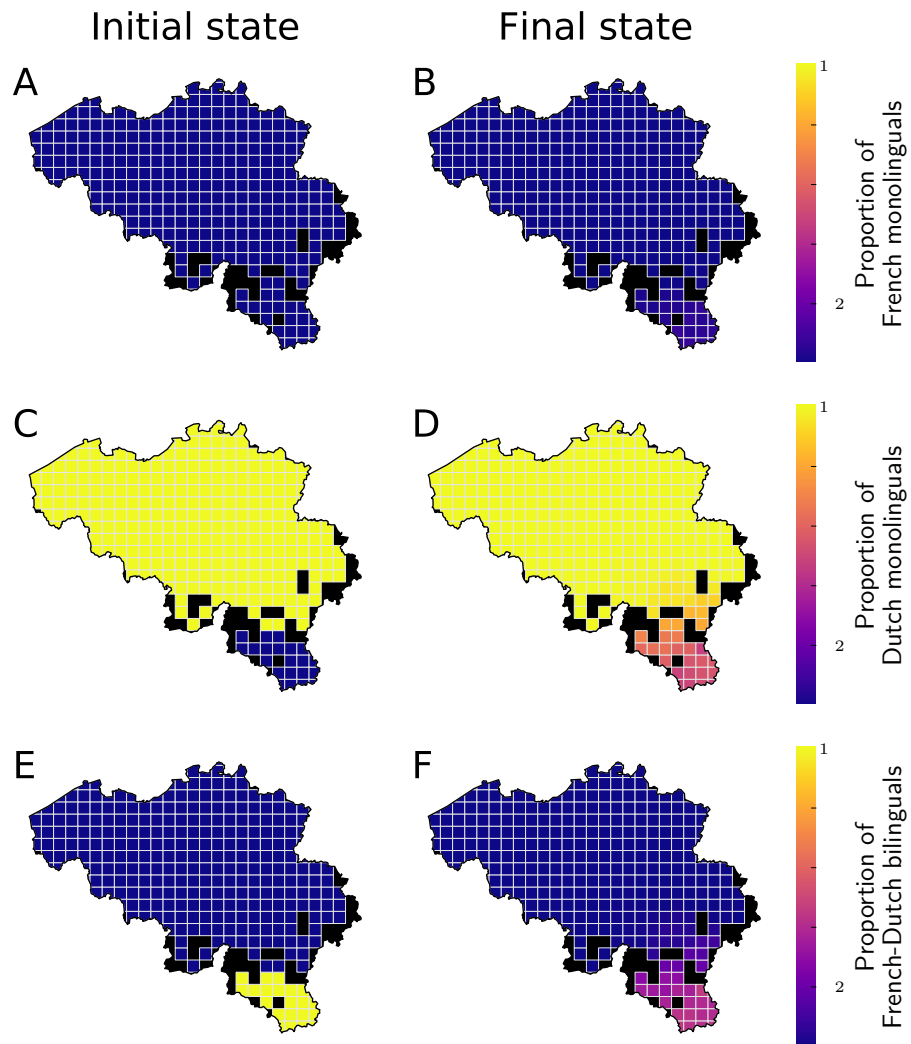 Initial state
Final state
A
B
1
2
Proportion of
French monolinguals
C
D
1
2
Proportion of
Dutch monolinguals
E
F
1
2
Proportion of
French-Dutch bilinguals